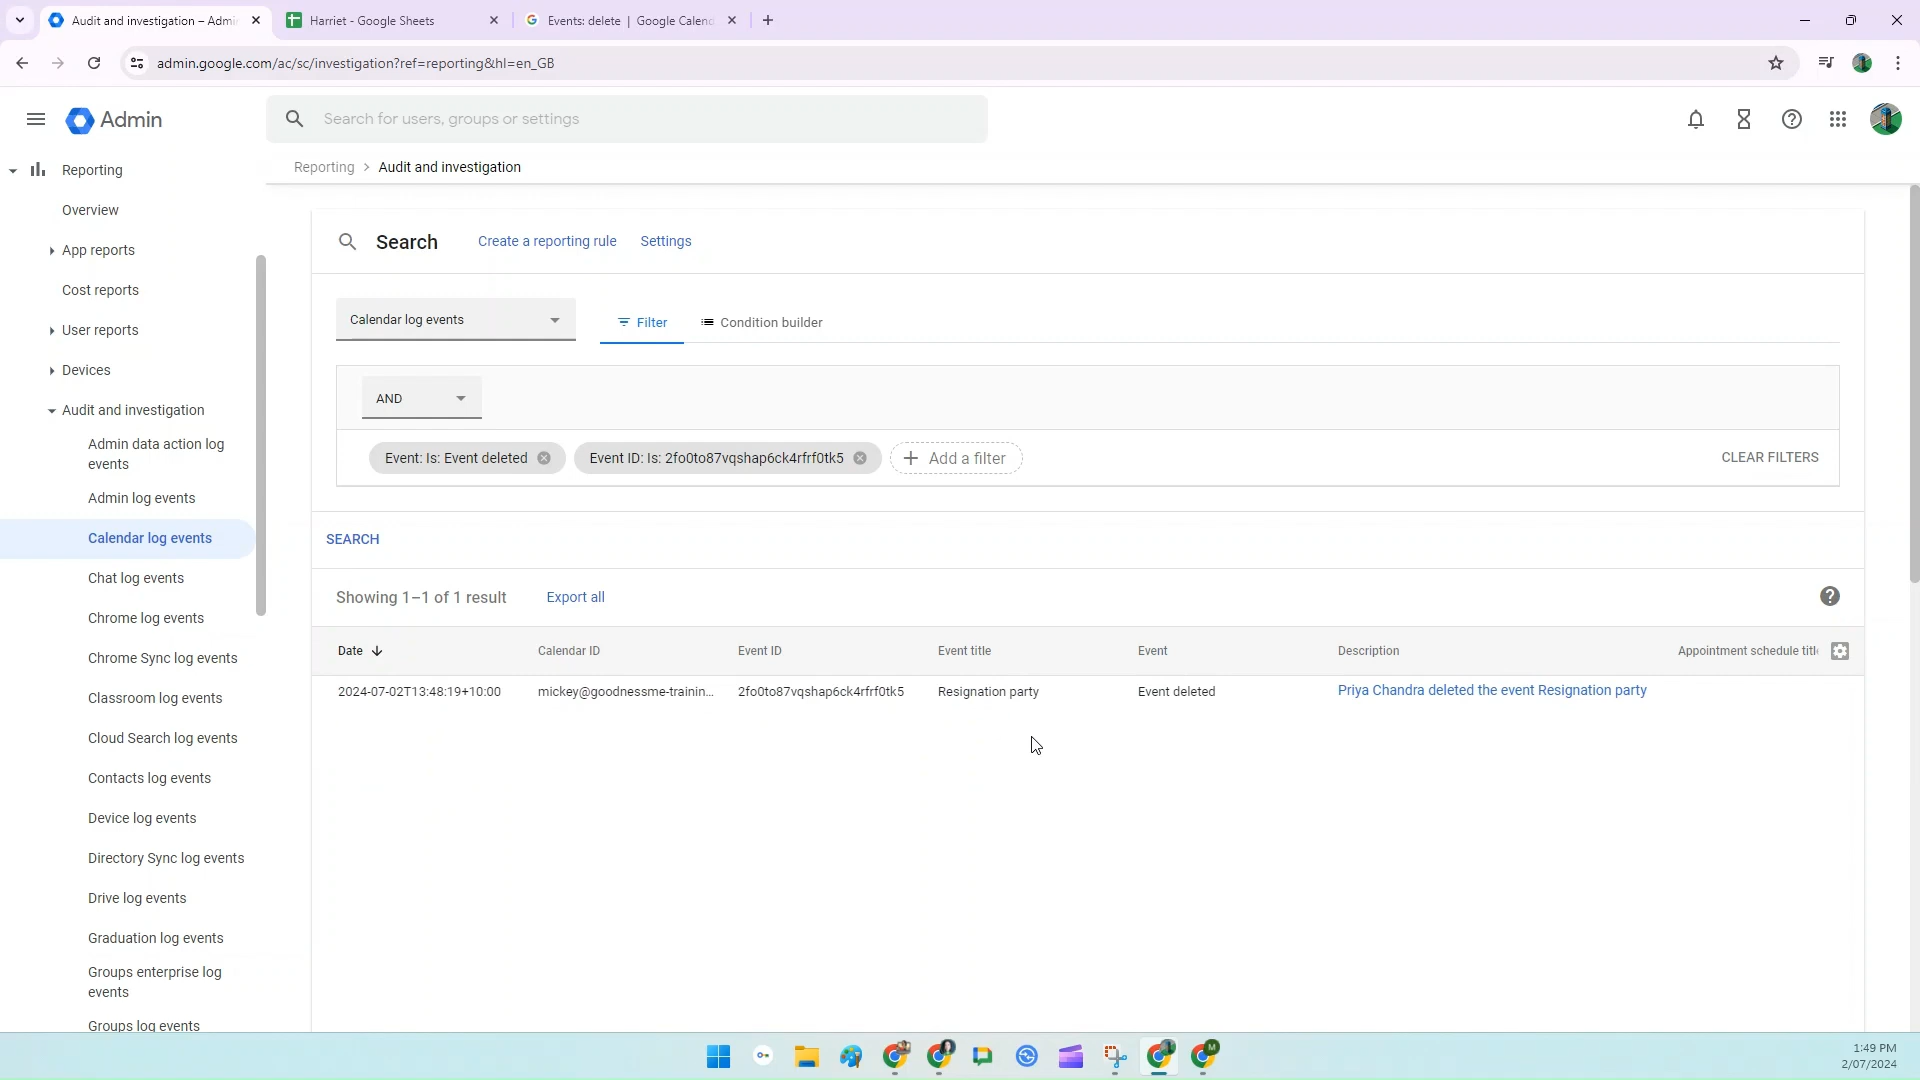 Audit and investigation – Admi
Harriet - Google Sheets
Events: delete | Google Calend
admin.google.com/ac/sc/investigation?ref=reporting&hl=en_GB
Admin
Search for users, groups or settings
Reporting
Overview
App reports
Cost reports
User reports
Devices
Audit and investigation
Admin data action log
events
Admin log events
Calendar log events
Chat log events
Chrome log events
Chrome Sync log events
Classroom log events
Cloud Search log events
Contacts log events
Device log events
Directory Sync log events
Drive log events
Graduation log events
Groups enterprise log
events
Groups log events
Reporting > Audit and investigation
Search Create a reporting rule Settings
Calendar log events Filter Condition builder
AND
Event: Is: Event deleted Event ID: Is: 2fo0to87vqshap6ck4rfrf0tk5 Add a filter CLEAR FILTERS
SEARCH
Showing 1–1 of 1 result Export all
Date Calendar ID Event ID Event title Event Description Appointment schedule titl
2024-07-02T13:48:19+10:00 mickey@goodnessme-trainin... 2fo0to87vqshap6ck4rfrf0tk5 Resignation party Event deleted Priya Chandra deleted the event Resignation party
M
1:49 PM
2/07/2024